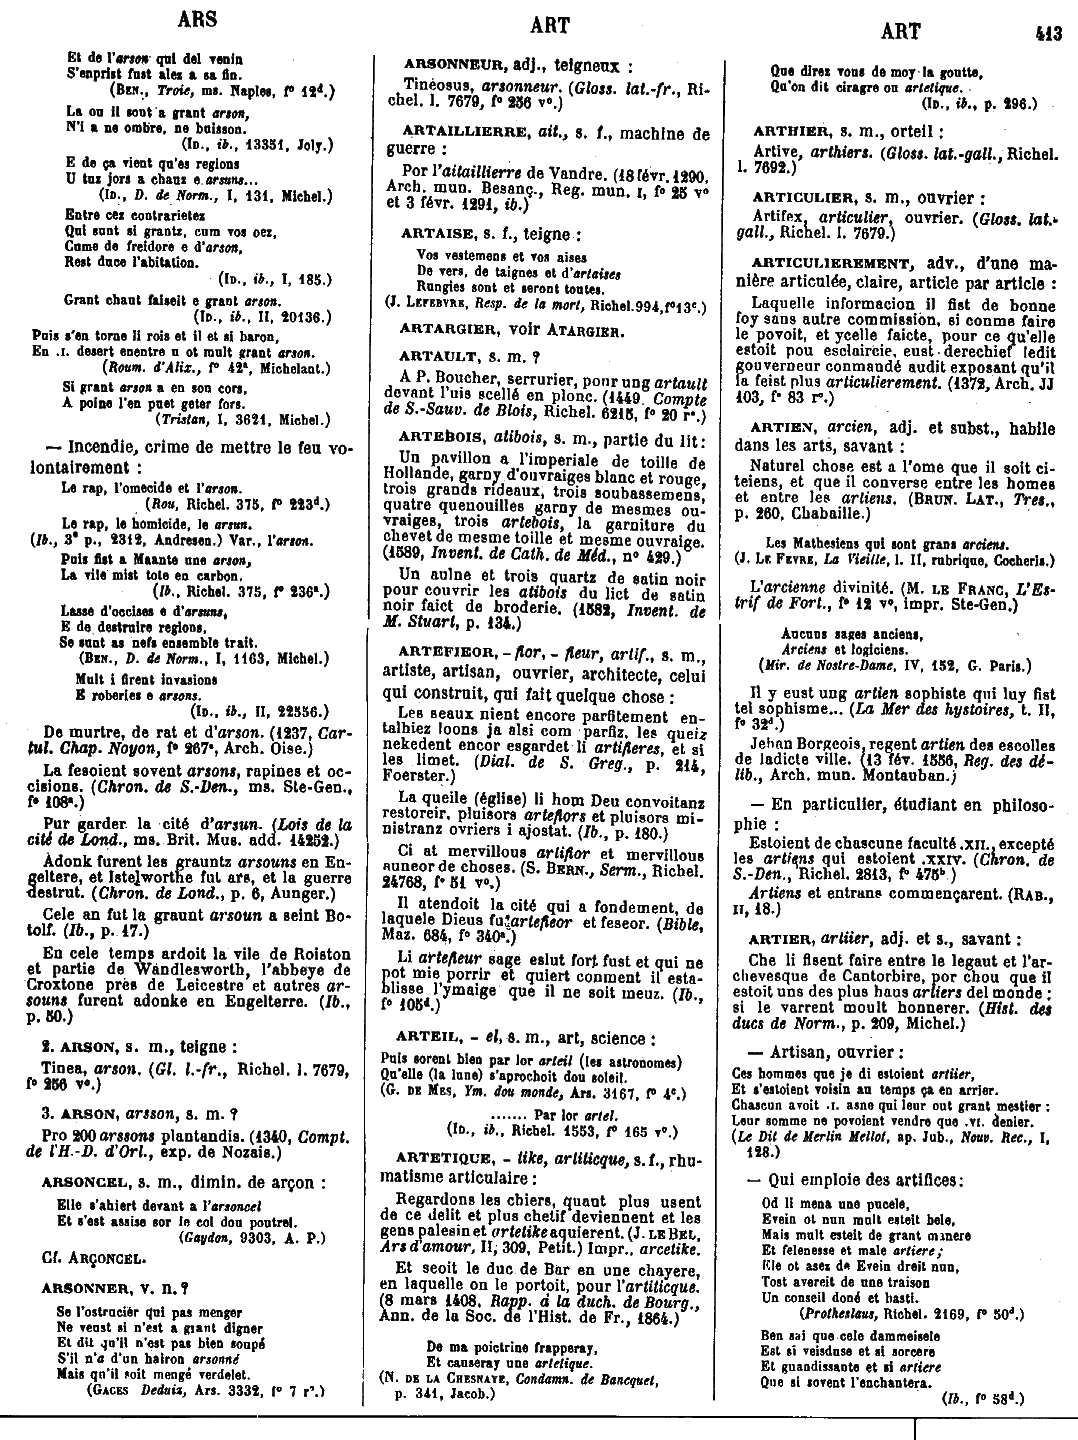 ARS
ART
ART
413
Et de l'arson qui del venin
S'enprist fust alez a sa fin.
(BEN., Troie, ms. Naples, f° 12ᵈ.)
La ou il sont a grant arson,
N'i a ne ombre, ne buisson.
(ID., ib., 13351, Joly.)
E de ça vient qu'es regions
U tuz jors a chauz e arsuns...
(ID., D. de Norm., I, 131, Michel.)
Entre cez contrarietez
Qui sunt si grantz, cum vos oez,
Cume de freidore e d'arson,
Rest duce l'abitation.
(ID., ib., I, 185.)
Grant chaut faiseit e grant arson.
(ID., ib., II, 20136.)
Puis s'en torne li rois et il et si baron,
En .I. desert enentre u ot mult grant arson.
(Roum. d'Alix., f° 42ᵃ, Michelant.)
Si grant arson a en son cors,
A poine l'en puet geter fors.
(Tristan, I, 3621, Michel.)
— Incendie, crime de mettre le feu vo-
lontairement :
Le rap, l'omecide et l'arson.
(Rou, Richel. 375, f° 223ᵈ.)
Le rap, le homicide, le arsun.
(Ib., 3ᵉ p., 2312, Andresen.) Var., l'arson.
Puis fist a Maante une arson,
La vile mist tote en carbon.
(Ib., Richel. 375, f° 236ᵃ.)
Lasse d'occises e d'arsuns,
E de destruire regions,
Se sunt as nefs ensemble trait.
(BEN., D. de Norm., I, 1163, Michel.)
Mult i firent invasions
E roberies e arsons.
(ID., ib., II, 22556.)
De murtre, de rat et d'arson. (1237, Car-
tul. Chap. Noyon, f° 267ᵃ, Arch. Oise.)
La fesoient sovent arsons, rapines et oc-
cisions. (Chron. de S.-Den., ms. Ste-Gen.,
f° 108ᵃ.)
Pur garder la cité d'arsun. (Lois de la
cité de Lond., ms. Brit. Mus. add. 14252.)
Adonk furent les grauntz arsouns en En-
geltere, et Istelworthe fut ars, et la guerre
destrut. (Chron. de Lond., p. 6, Aunger.)
Cele an fut la graunt arsoun a seint Bo-
tolf. (Ib., p. 17.)
En cele temps ardoit la vile de Roiston
et partie de Wandlesworth, l'abbeye de
Croxtone prés de Leicestre et autres ar-
souns furent adonke en Engelterre. (Ib.,
p. 50.)
2. ARSON, s. m., teigne :
Tinea, arson. (Gl. l.-fr., Richel. l. 7679,
f° 256 v°.)
3. ARSON, arsson, s. m. ?
Pro 200 arssons plantandis. (1340, Compt.
de l'H.-D. d'Orl., exp. de Nozais.)
ARSONCEL, s. m., dimin. de arçon :
Elle s'ahiert devant a l'arsoncel
Et s'est assise sor le col dou poutrel.
(Gaydon, 9303, A. P.)
Cf. ARÇONCEL.
ARSONNER, v. n. ?
Se l'ostrucier qui pas menger
Ne veust si n'est a giant digner
Et dit qu'il n'est pas bien soupé
S'il n'a d'un hairon arsonné
Mais qu'il soit mengé verdelet.
(GACES Deduiz, Ars. 3332, f° 7 r°.)
ARSONNEUR, adj., teigneux :
Tineosus, arsonneur. (Gloss. lat.-fr., Ri-
chel. l. 7679, f° 256 v°.)
ARTAILLIERRE, ait., s. f., machine de
guerre :
Por l'aitaillierre de Vandre. (18 févr. 1290,
Arch. mun. Besanç., Reg. mun. I, f° 25 v°
et 3 févr. 1291, ib.)
ARTAISE, s. f., teigne :
Vos vestemens et vos aises
De vers, de taignes et d'artaises
Rungies sont et seront toutes.
(J. LEFEBVRE, Resp. de la mort, Richel. 994, f° 13ᶜ.)
ARTARGIER, voir ATARGIER.
ARTAULT, s. m. ?
A P. Boucher, serrurier, pour ung artault
devant l'uis scellé en plonc. (1449. Compte
de S.-Sauv. de Blois, Richel. 6215, f° 20 r°.)
ARTEBOIS, atibois, s. m., partie du lit :
Un pavillon a l'imperiale de toille de
Hollande, garny d'ouvraiges blanc et rouge,
trois grands rideaux, trois soubassemens,
quatre quenouilles garny de mesmes ou-
vraiges, trois artebois, la garniture du
chevet de mesme toille et mesme ouvraige.
(1589, Invent. de Cath. de Méd., n° 429.)
Un aulne et trois quartz de satin noir
pour couvrir les atibois du lict de satin
noir faict de broderie. (1582, Invent. de
M. Stuart, p. 134.)
ARTEFIEOR, - fior, - fieur, artif., s. m.,
artiste, artisan, ouvrier, architecte, celui
qui construit, qui fait quelque chose :
Les seaux nient encore parfitement en-
talhiez loons ja alsi com parfiz, les queiz
nekedent encor esgardet li artifieres, et si
les limet. (Dial. de S. Greg., p. 214,
Foerster.)
La queile (église) li hom Deu convoitanz
restoreir, pluisors artefiors et pluisors mi-
nistranz ovriers i ajostat. (Ib., p. 180.)
Ci at mervillous artifior et mervillous
auneor de choses. (S. BERN., Serm., Richel.
24768, f° 51 v°.)
Il atendoit la cité qui a fondement, de
laquele Dieus fu artefieor et feseor. (Bible,
Maz. 684, f° 340ᵃ.)
Li artefieur sage eslut fort fust et qui ne
pot mie porrir et quiert conment il esta-
blisse l'ymaige que il ne soit meuz. (Ib.,
f° 105ᵈ.)
ARTEIL, - el, s. m., art, science :
Puis sorent bien par lor arteil (les astronomes)
Qu'elle (la lune) s'aprochoit dou soleil.
(G. DE MES, Ym. dou monde, Ars. 3167, f° 4ᶜ.)
....... Par lor artel.
(ID., ib., Richel. 1553, f° 165 v°.)
ARTETIQUE, - tike, artiticque, s. f., rhu-
matisme articulaire :
Regardons les chiers, quant plus usent
de ce delit et plus chetif deviennent et les
gens palesinet artetike aquierent. (J. LE BEL,
Ars d'amour, II, 309, Petit.) Impr., arcetike.
Et seoit le duc de Bar en une chayere,
en laquelle on le portoit, pour l'artiticque.
(8 mars 1408, Rapp. à la duch. de Bourg.,
Ann. de la Soc. de l'Hist. de Fr., 1864.)
De ma poictrine frapperay,
Et causeray une artetique.
(N. DE LA CHESNAYE, Condamn. de Bancquet,
p. 341, Jacob.)
Que direz vous de moy la goutte,
Qu'on dit ciragre ou artetique.
(ID., ib., p. 296.)
ARTHIER, s. m., orteil :
Artive, arthiers. (Gloss. lat.-gall., Richel.
l. 7692.)
ARTICULIER, s. m., ouvrier :
Artifex, articulier, ouvrier. (Gloss. lat.-
gall., Richel. l. 7679.)
ARTICULIEREMENT, adv., d'une ma-
nière articulée, claire, article par article :
Laquelle informacion il fist de bonne
foy sans autre commission, si conme faire
le povoit, et ycelle faicte, pour ce qu'elle
estoit pou esclaircie, eust derechief ledit
gouverneur conmandé audit exposant qu'il
la feist plus articulierement. (1372, Arch. JJ
103, f° 83 r°.)
ARTIEN, arcien, adj. et subst., habile
dans les arts, savant :
Naturel chose est a l'ome que il soit ci-
teiens, et que il converse entre les homes
et entre les artiens. (BRUN. LAT., Tres.,
p. 260, Chabaille.)
Les Mathesiens qui sont grans arciens.
(J. LE FEVRE, La Vieille, l. II, rubrique, Cocheris.)
L'arcienne divinité. (M. LE FRANC, L'Es-
trif de Fort., f° 12 v°, impr. Ste-Gen.)
Aucuns sages anciens,
Arciens et logiciens.
(Mir. de Nostre-Dame, IV, 152, G. Paris.)
Il y eust ung artien sophiste qui luy fist
tel sophisme... (La Mer des hystoires, t. II,
f° 32ᵈ.)
Jehan Borgeois, regent artien des escolles
de ladicte ville. (13 fév. 1556, Reg. des dé-
lib., Arch. mun. Montauban.)
— En particulier, étudiant en philoso-
phie :
Estoient de chascune faculté .XII., excepté
les artiens qui estoient .XXIV. (Chron. de
S.-Den., Richel. 2813, f° 475ᵇ.)
Artiens et entrans commençarent. (RAB.,
II, 18.)
ARTIER, artiier, adj. et s., savant :
Che li fisent faire entre le legaut et l'ar-
chevesque de Cantorbire, por chou que il
estoit uns des plus haus artiers del monde ;
si le varrent moult honnerer. (Hist. des
ducs de Norm., p. 209, Michel.)
— Artisan, ouvrier :
Ces hommes que je di estoient artiier,
Et s'estoient voisin au temps ça en arrier.
Chascun avoit .I. asne qui leur out grant mestier :
Leur somme ne povoient vendre que .VI. denier.
(Le Dit de Merlin Mellot, ap. Jub., Nouv. Rec., I,
128.)
— Qui emploie des artifices :
Od li mena une pucele,
Evein ot nun mult esteit bele,
Mais mult esteit de grant manere
Et felenesse et male artiere ;
Ele ot asez de Evein dreit nun,
Tost avereit de une traison
Un conseil doné et basti.
(Prothesiaus, Richel. 2169, f° 50ᵈ.)
Ben sai que cele dammeisele
Est si veisduse et si sorcere
Et guandissante et si artiere
Que si sovent l'enchantera.
(Ib., f° 58ᵈ.)